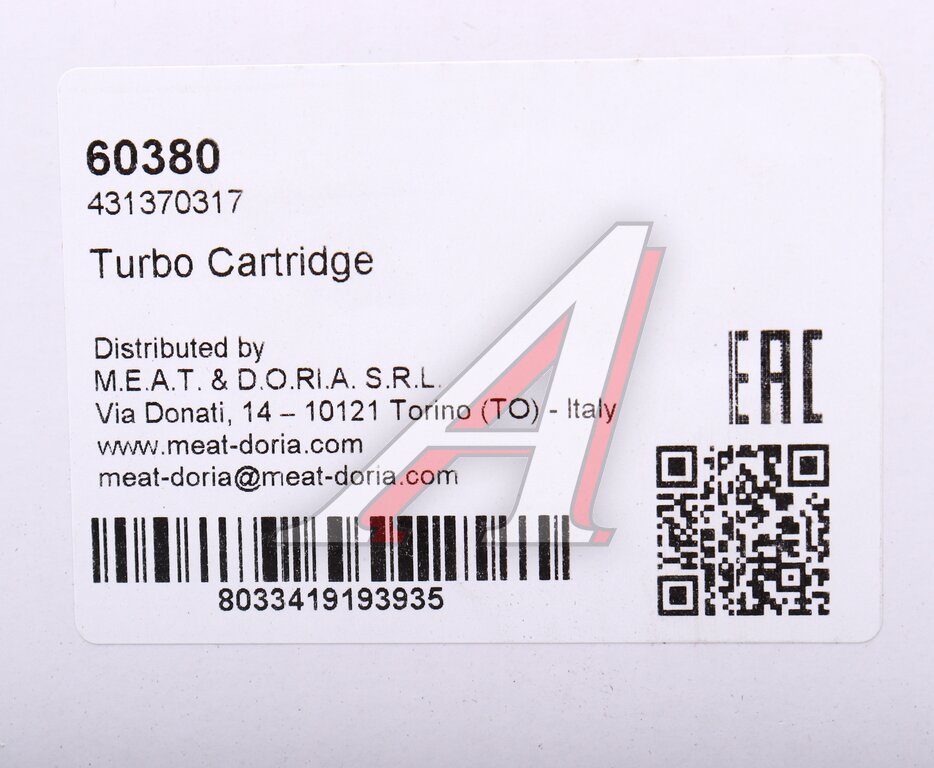 60380
431370317
Turbo Cartridge
Distributed by
M.E.A.T. & D.O.RI.A. S.R.L.
Via Donati, 14 – 10121 Torino (TO) - Italy
www.meat-doria.com
meat-doria@meat-doria.com
EAC
8033419193935